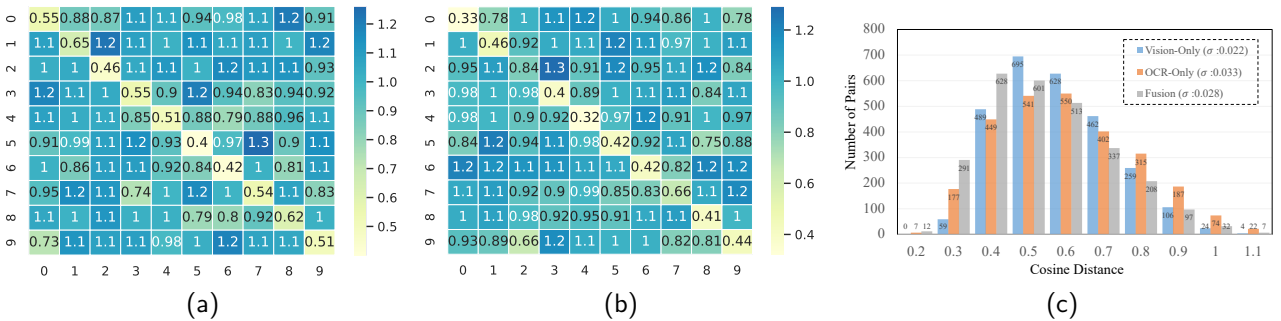 0 0.55 0.88 0.87 1.1 1.1 0.94 0.98 1.1 1.2 0.91
1 1.1 0.65 1.2 1 1.1 1.1 1.1 1.1 1 1.2
2 1 1 0.46 1.1 1.1 1 1.2 1.1 1.1 0.93
3 1.2 1.1 1 0.55 0.9 1.2 0.94 0.83 0.94 0.92
4 1.1 1 1.1 0.85 0.51 0.88 0.79 0.88 0.96 1.1
5 0.91 0.99 1.1 1.2 0.93 0.4 0.97 1.3 0.9 1.1
6 1 0.86 1.1 1.1 0.92 0.84 0.42 1 0.81 1.1
7 0.95 1.2 1.1 0.74 1 1.2 1 0.54 1.1 0.83
8 1.1 1 1.1 1 1.1 0.79 0.8 0.92 0.62 1
9 0.73 1.1 1.1 1.1 0.98 1 1.2 1.1 1.1 0.51
0 1 2 3 4 5 6 7 8 9
1.2
1.1
1.0
0.9
0.8
0.7
0.6
0.5
(a)
0 0.33 0.78 1 1.1 1.2 1 0.94 0.86 1 0.78
1 1 0.46 0.92 1 1.1 1.2 1.1 0.97 1 1.1
2 0.95 1.1 0.84 1.3 0.91 1.2 0.95 1.1 0.84 1.1
3 0.98 1 0.98 0.4 0.89 1 1.1 1 0.84 1.1
4 0.98 1 0.9 0.92 0.32 0.97 1.2 0.91 1 0.97
5 0.84 1.2 0.94 1.1 0.98 0.42 0.92 1.1 0.75 0.88
6 1.2 1.2 1.1 1.1 1.1 1.1 0.42 0.82 1.2 1.2
7 1.1 1.1 0.92 0.9 0.99 0.85 0.83 0.66 1.1 1.2
8 1.1 1.1 0.98 0.92 0.95 0.91 1.1 1.1 0.41 1
9 0.93 0.89 0.66 1.2 1.1 1 1 0.82 0.81 0.44
0 1 2 3 4 5 6 7 8 9
1.2
1.0
0.8
0.6
0.4
(b)
Number of Pairs
800
700
600
500
400
300
200
100
0
Vision-Only (σ :0.022)
OCR-Only (σ :0.033)
Fusion (σ :0.028)
0 7 12
59 177 291
489 449 628
695 541 601
628 550 513
462 402 337
259 315 208
106 187 97
24 74 32
4 22 7
0.2 0.3 0.4 0.5 0.6 0.7 0.8 0.9 1 1.1
Cosine Distance
(c)